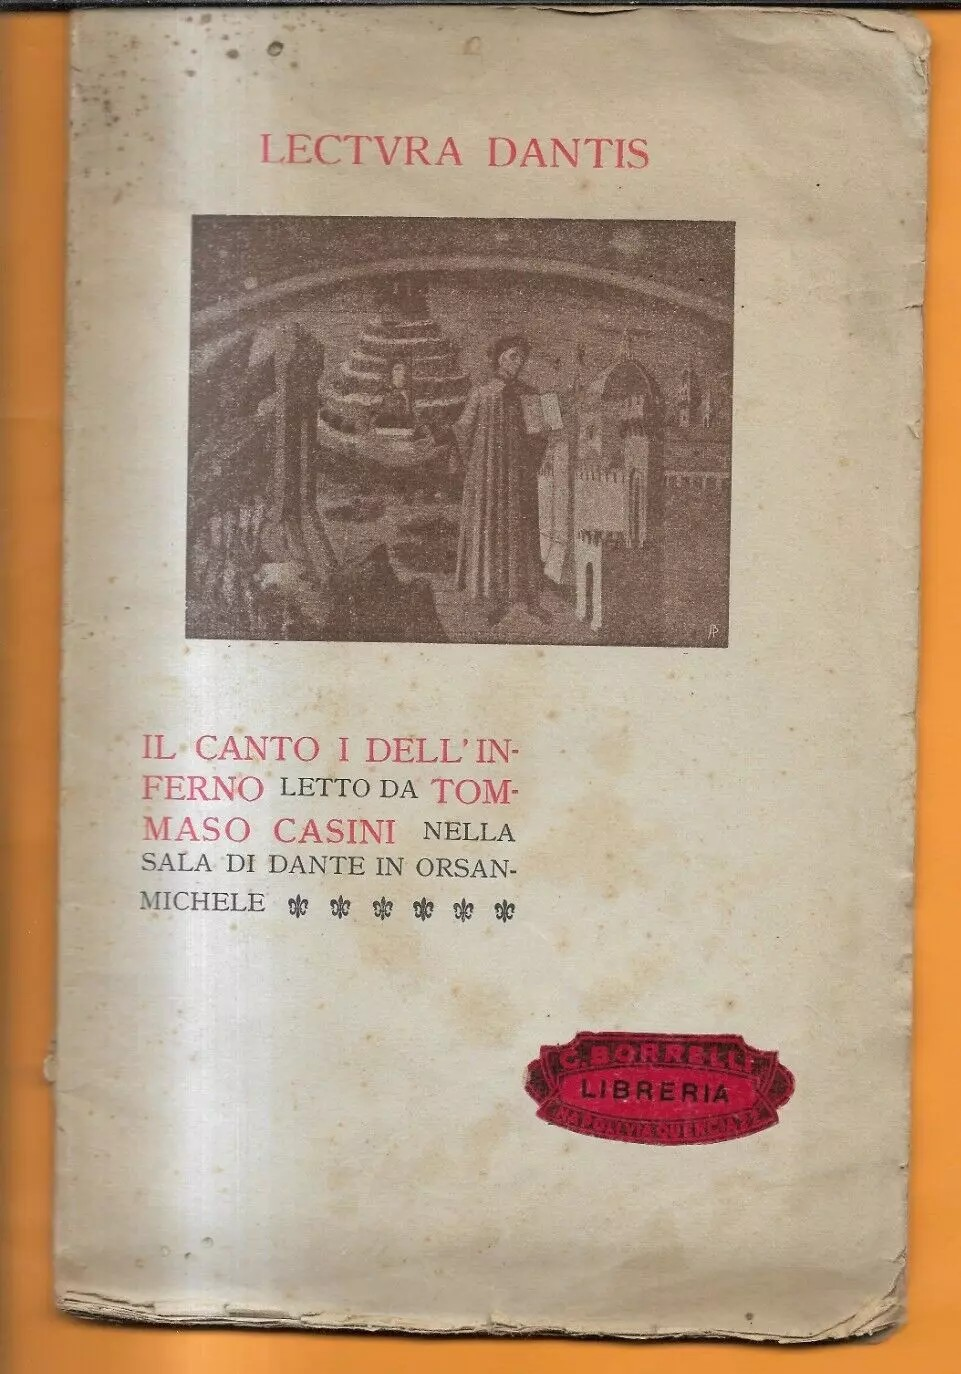 LECTVRA DANTIS
IL CANTO I DELL'IN-
FERNO LETTO DA TOM-
MASO CASINI NELLA
SALA DI DANTE IN ORSAN-
MICHELE
C. BORRELLI
LIBRERIA